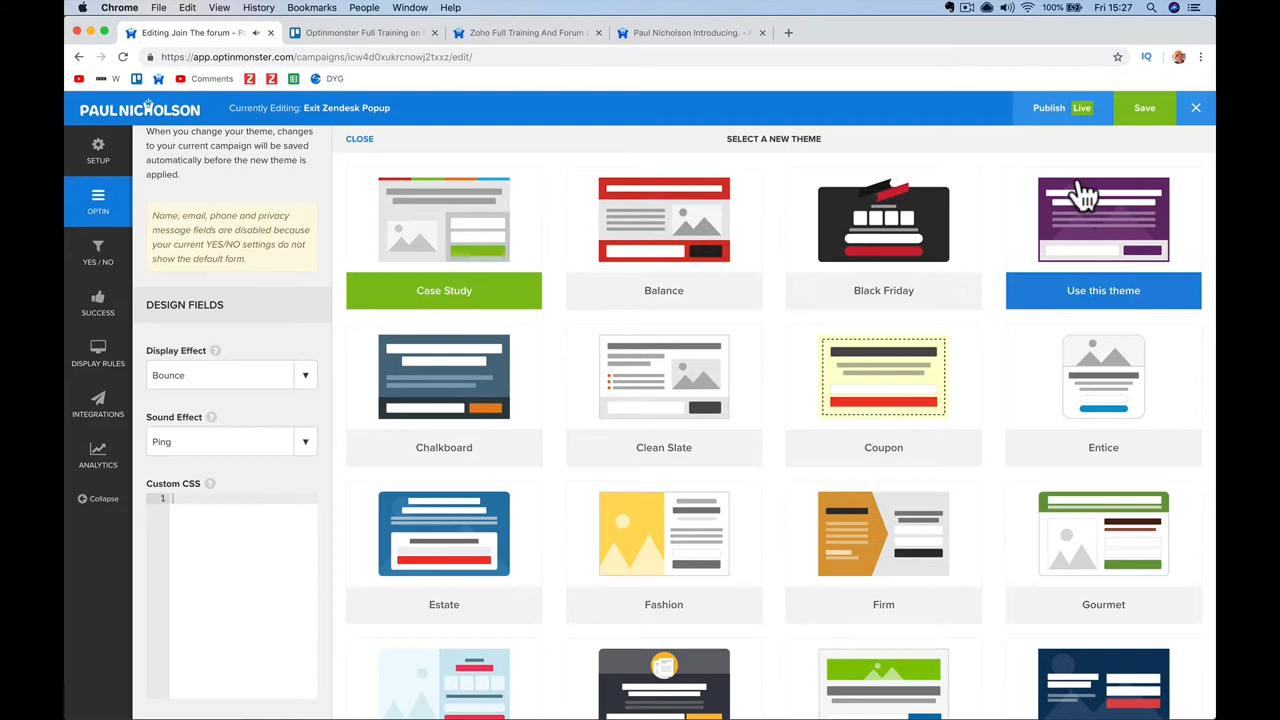 Chrome File Edit View History Bookmarks People Window Help 100% Fri 15:27
Editing Join The forum - Pa
Optinmonster Full Training on
Zoho Full Training And Forum
Paul Nicholson Introducing. - P
https://app.optinmonster.com/campaigns/icw4d0xukrcnowj2txxz/edit/
IQ
W
Comments
DYG
PAUL NICHOLSON
Currently Editing: Exit Zendesk Popup
Publish Live
Save
SETUP
OPTIN
YES / NO
SUCCESS
DISPLAY RULES
INTEGRATIONS
ANALYTICS
Collapse
When you change your theme, changes
to your current campaign will be saved
automatically before the new theme is
applied.
Name, email, phone and privacy
message fields are disabled because
your current YES/NO settings do not
show the default form.
DESIGN FIELDS
Display Effect ?
Bounce
Sound Effect ?
Ping
Custom CSS ?
1
CLOSE
SELECT A NEW THEME
Case Study
Balance
Black Friday
Use this theme
Chalkboard
Clean Slate
Coupon
Entice
Estate
Fashion
Firm
Gourmet